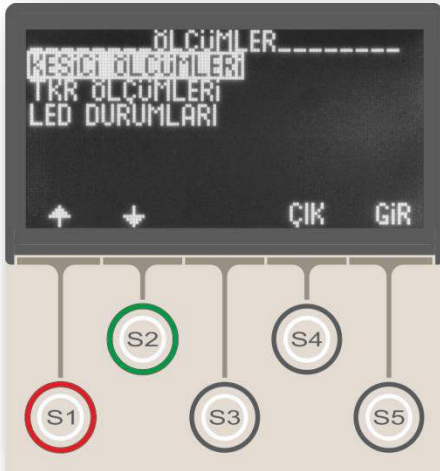 ÖLÇÜMLER
KESİCİ ÖLÇÜMLERİ
TKR ÖLÇÜMLERİ
LED DURUMLARI
ÇIK GİR
S2 S4
S1 S3 S5